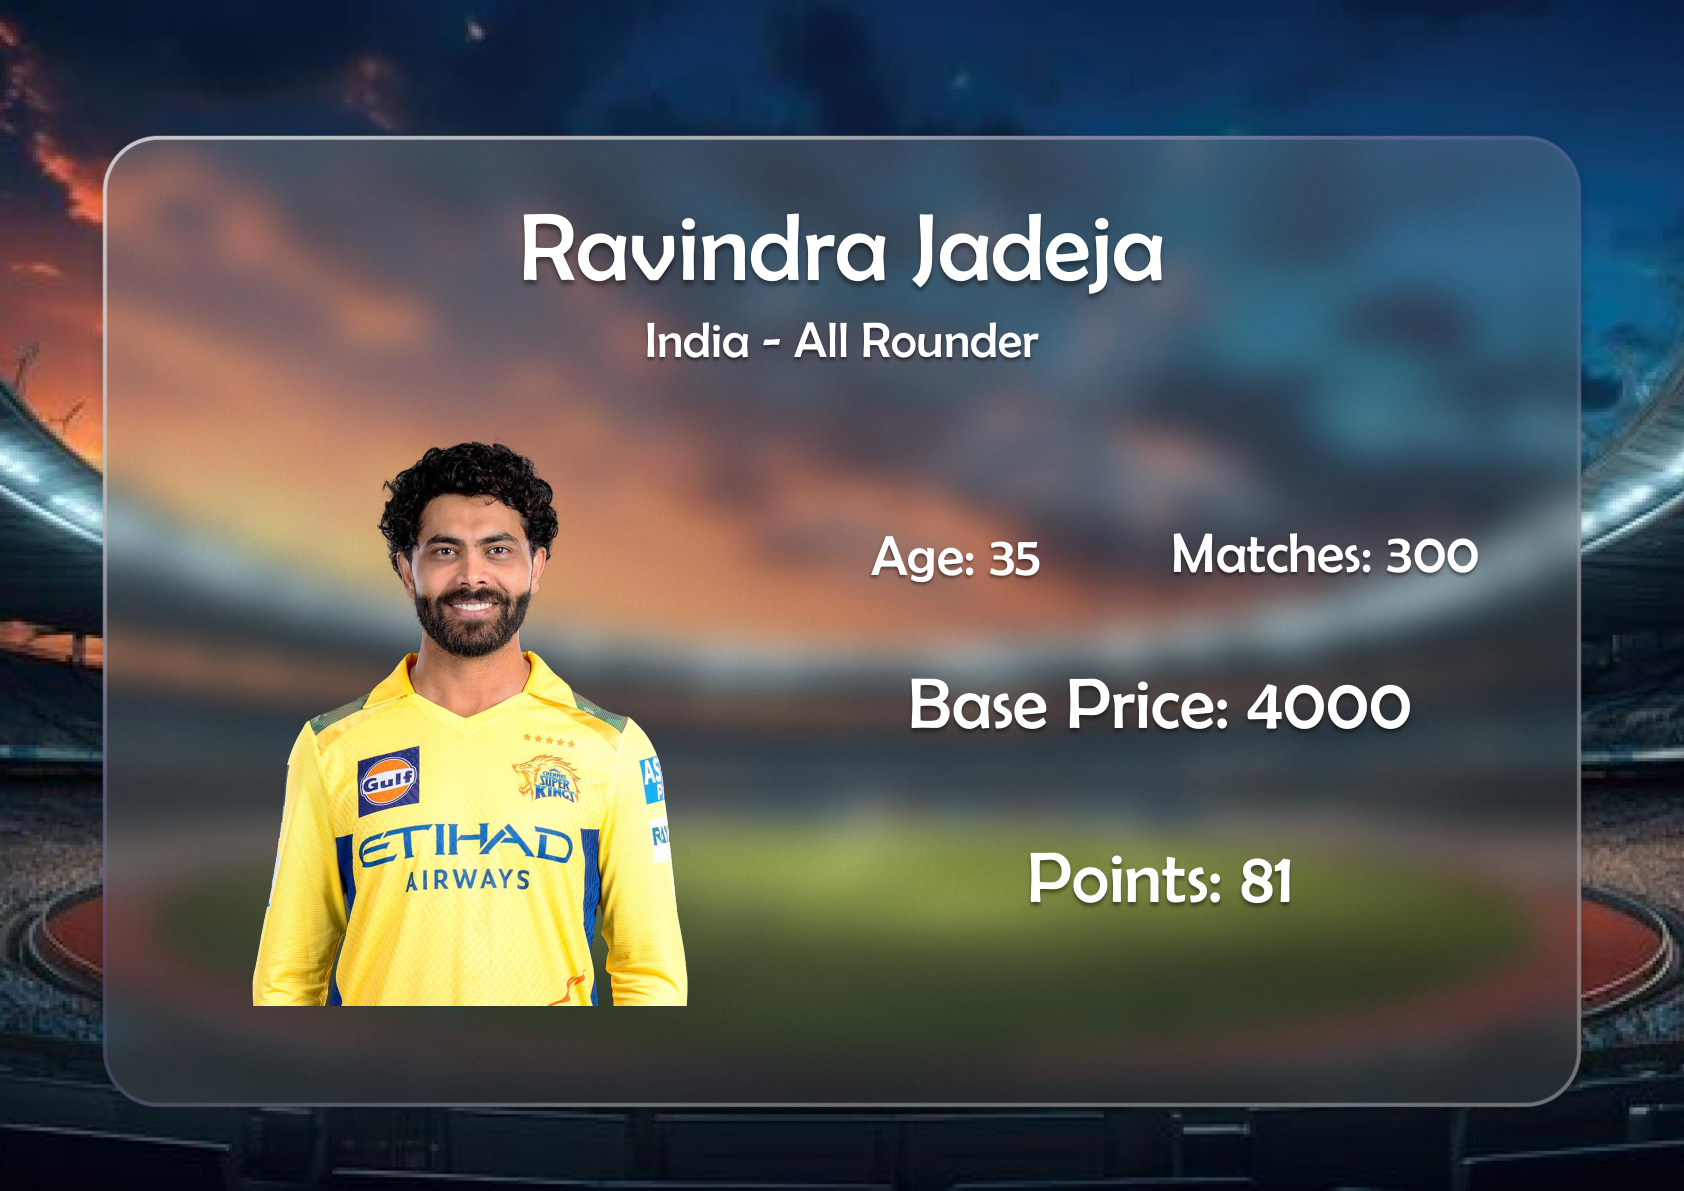 Ravindra Jadeja
India - All Rounder
Age: 35
Matches: 300
Base Price: 4000
Points: 81
Gulf
CHENNAI
SUPER
KINGS
ETIHAD
AIRWAYS